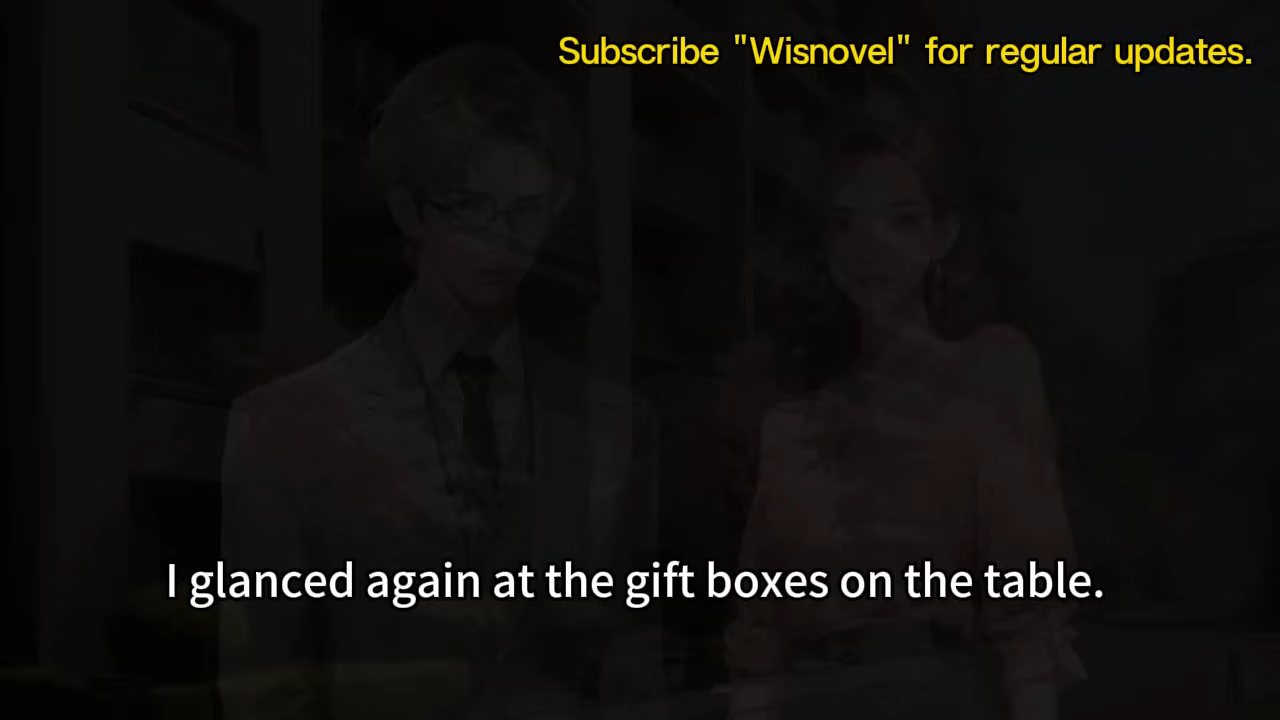 Subscribe "Wisnovel" for regular updates.
I glanced again at the gift boxes on the table.